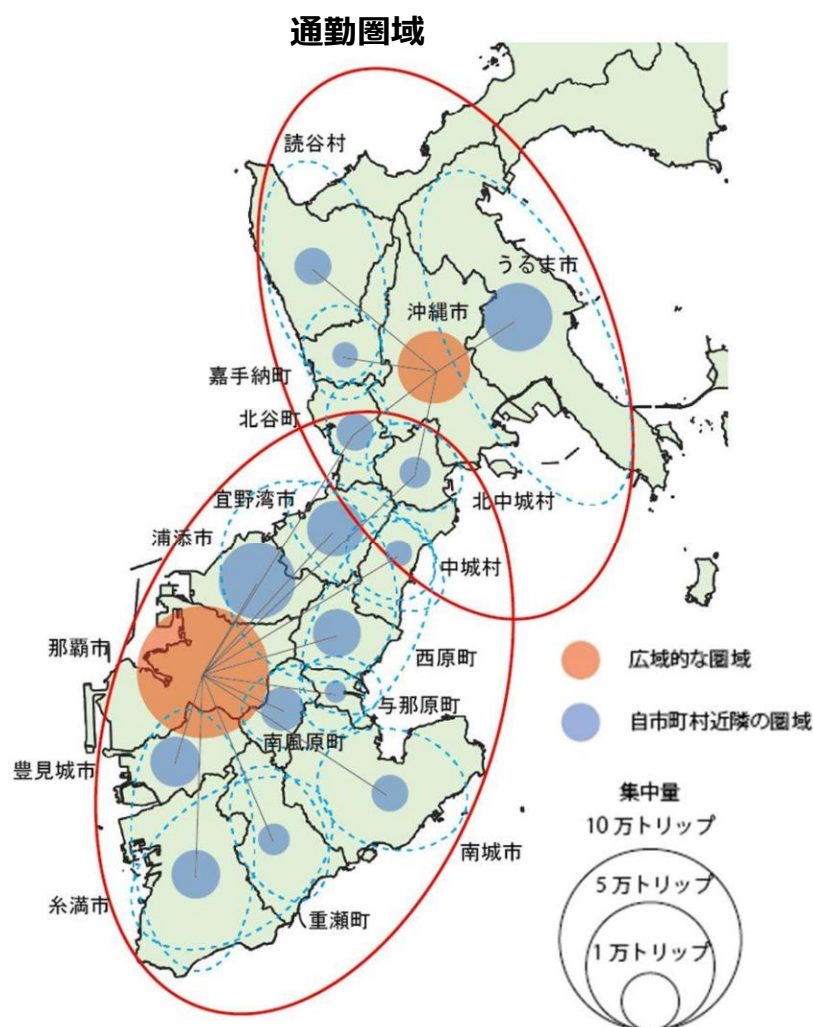 通勤圏域
読谷村
うるま市
沖縄市
嘉手納町
北谷町
宜野湾市
北中城村
浦添市
中城村
那覇市
西原町
広域的な圏域
与那原町
自市町村近隣の圏域
南風原町
豊見城市
集中量
10万トリップ
南城市
5万トリップ
糸満市
八重瀬町
1万トリップ